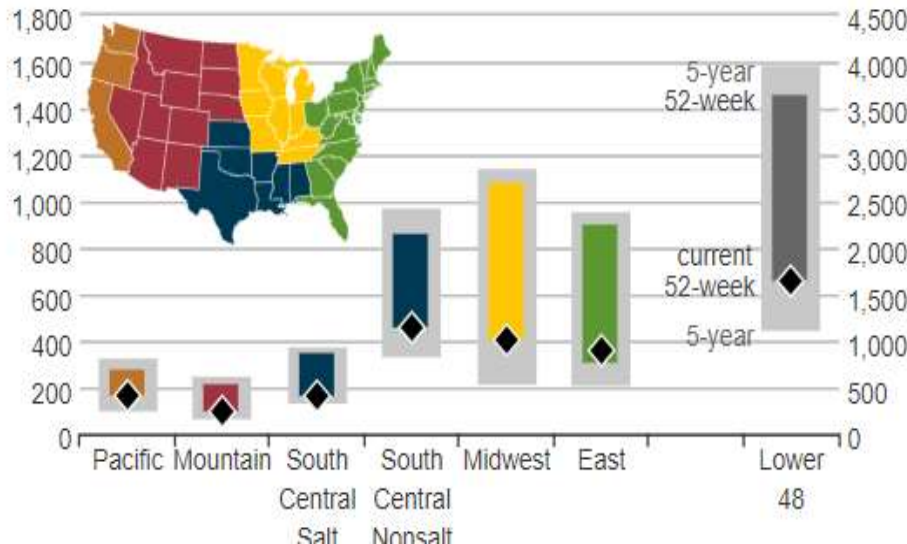 1,800
1,600
1,400
1,200
1,000
800
600
400
200
0
4,500
4,000
3,500
3,000
2,500
2,000
1,500
1,000
500
0
5-year
52-week
current
52-week
5-year
Pacific
Mountain
South
Central
Salt
South
Central
Nonsalt
Midwest
East
Lower
48